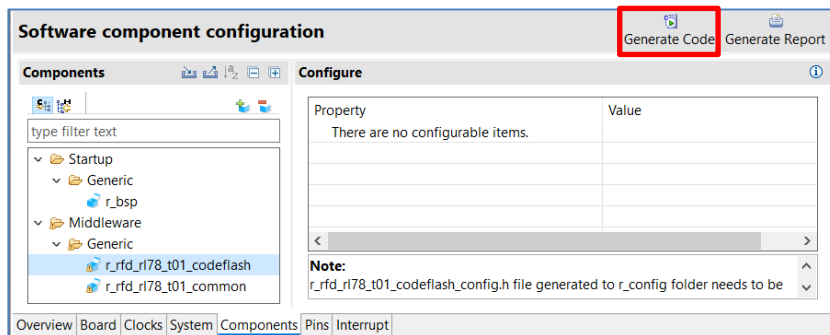 Software component configuration
Generate Code Generate Report
Components
Configure
type filter text
Startup
Generic
r_bsp
Middleware
Generic
r_rfd_rl78_t01_codeflash
r_rfd_rl78_t01_common
Property Value
There are no configurable items.
Note:
r_rfd_rl78_t01_codeflash_config.h file generated to r_config folder needs to be
Overview Board Clocks System Components Pins Interrupt